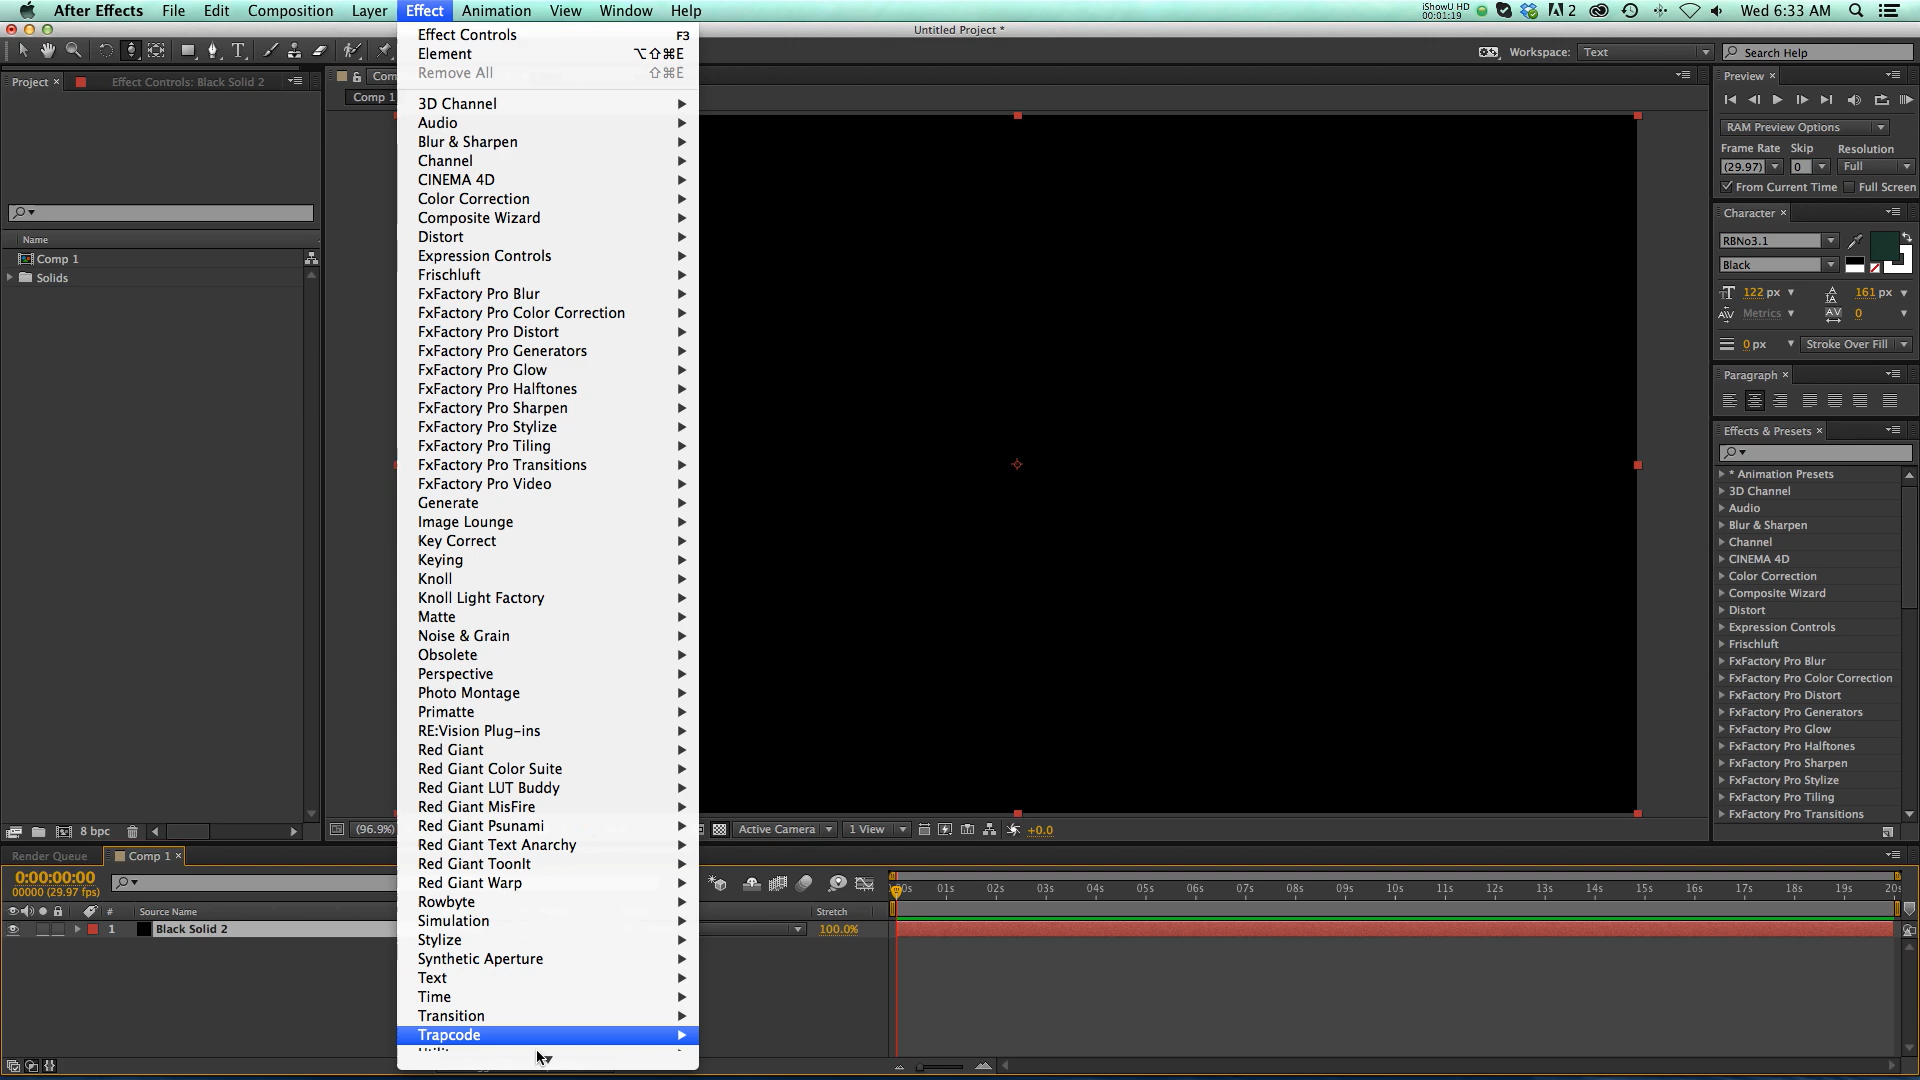 After Effects File Edit Composition Layer Effect Animation View Window Help
iShowU HD
00:01:19
2
Wed 6:33 AM
Untitled Project *
Workspace: Text
Search Help
Project × Effect Controls: Black Solid 2
Name
Comp 1
Solids
8 bpc
Comp 1
Effect Controls F3
Element ⌥⇧⌘E
Remove All ⇧⌘E
3D Channel
Audio
Blur & Sharpen
Channel
CINEMA 4D
Color Correction
Composite Wizard
Distort
Expression Controls
Frischluft
FxFactory Pro Blur
FxFactory Pro Color Correction
FxFactory Pro Distort
FxFactory Pro Generators
FxFactory Pro Glow
FxFactory Pro Halftones
FxFactory Pro Sharpen
FxFactory Pro Stylize
FxFactory Pro Tiling
FxFactory Pro Transitions
FxFactory Pro Video
Generate
Image Lounge
Key Correct
Keying
Knoll
Knoll Light Factory
Matte
Noise & Grain
Obsolete
Perspective
Photo Montage
Primatte
RE:Vision Plug-ins
Red Giant
Red Giant Color Suite
Red Giant LUT Buddy
Red Giant MisFire
Red Giant Psunami
Red Giant Text Anarchy
Red Giant ToonIt
Red Giant Warp
Rowbyte
Simulation
Stylize
Synthetic Aperture
Text
Time
Transition
Trapcode
(96.9%) Active Camera 1 View +0.0
Preview ×
RAM Preview Options
Frame Rate Skip Resolution
(29.97) 0 Full
From Current Time Full Screen
Character ×
RBNo3.1
Black
122 px 161 px
Metrics 0
0 px Stroke Over Fill
Paragraph ×
Effects & Presets ×
* Animation Presets
3D Channel
Audio
Blur & Sharpen
Channel
CINEMA 4D
Color Correction
Composite Wizard
Distort
Expression Controls
Frischluft
FxFactory Pro Blur
FxFactory Pro Color Correction
FxFactory Pro Distort
FxFactory Pro Generators
FxFactory Pro Glow
FxFactory Pro Halftones
FxFactory Pro Sharpen
FxFactory Pro Stylize
FxFactory Pro Tiling
FxFactory Pro Transitions
Render Queue Comp 1 ×
0:00:00:00
00000 (29.97 fps)
01s 02s 03s 04s 05s 06s 07s 08s 09s 10s 11s 12s 13s 14s 15s 16s 17s 18s 19s 20s
# Source Name Stretch
1 Black Solid 2 100.0%